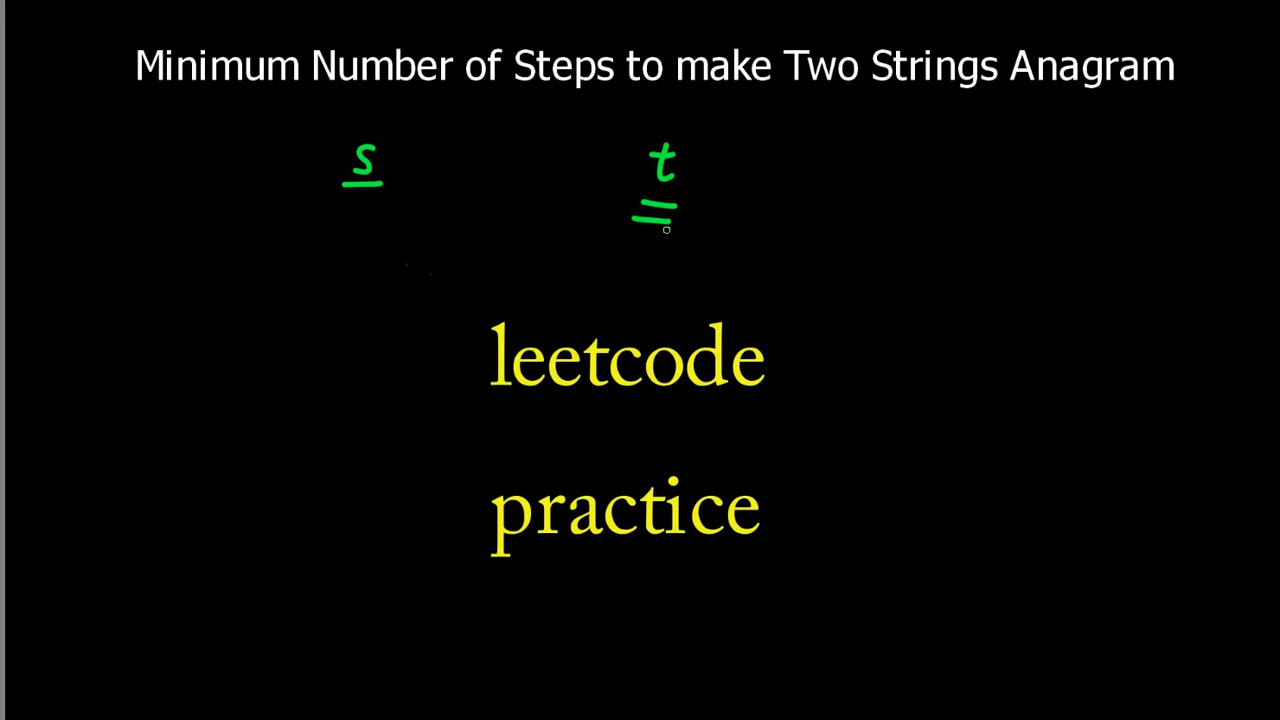 Minimum Number of Steps to make Two Strings Anagram
s t
leetcode
practice